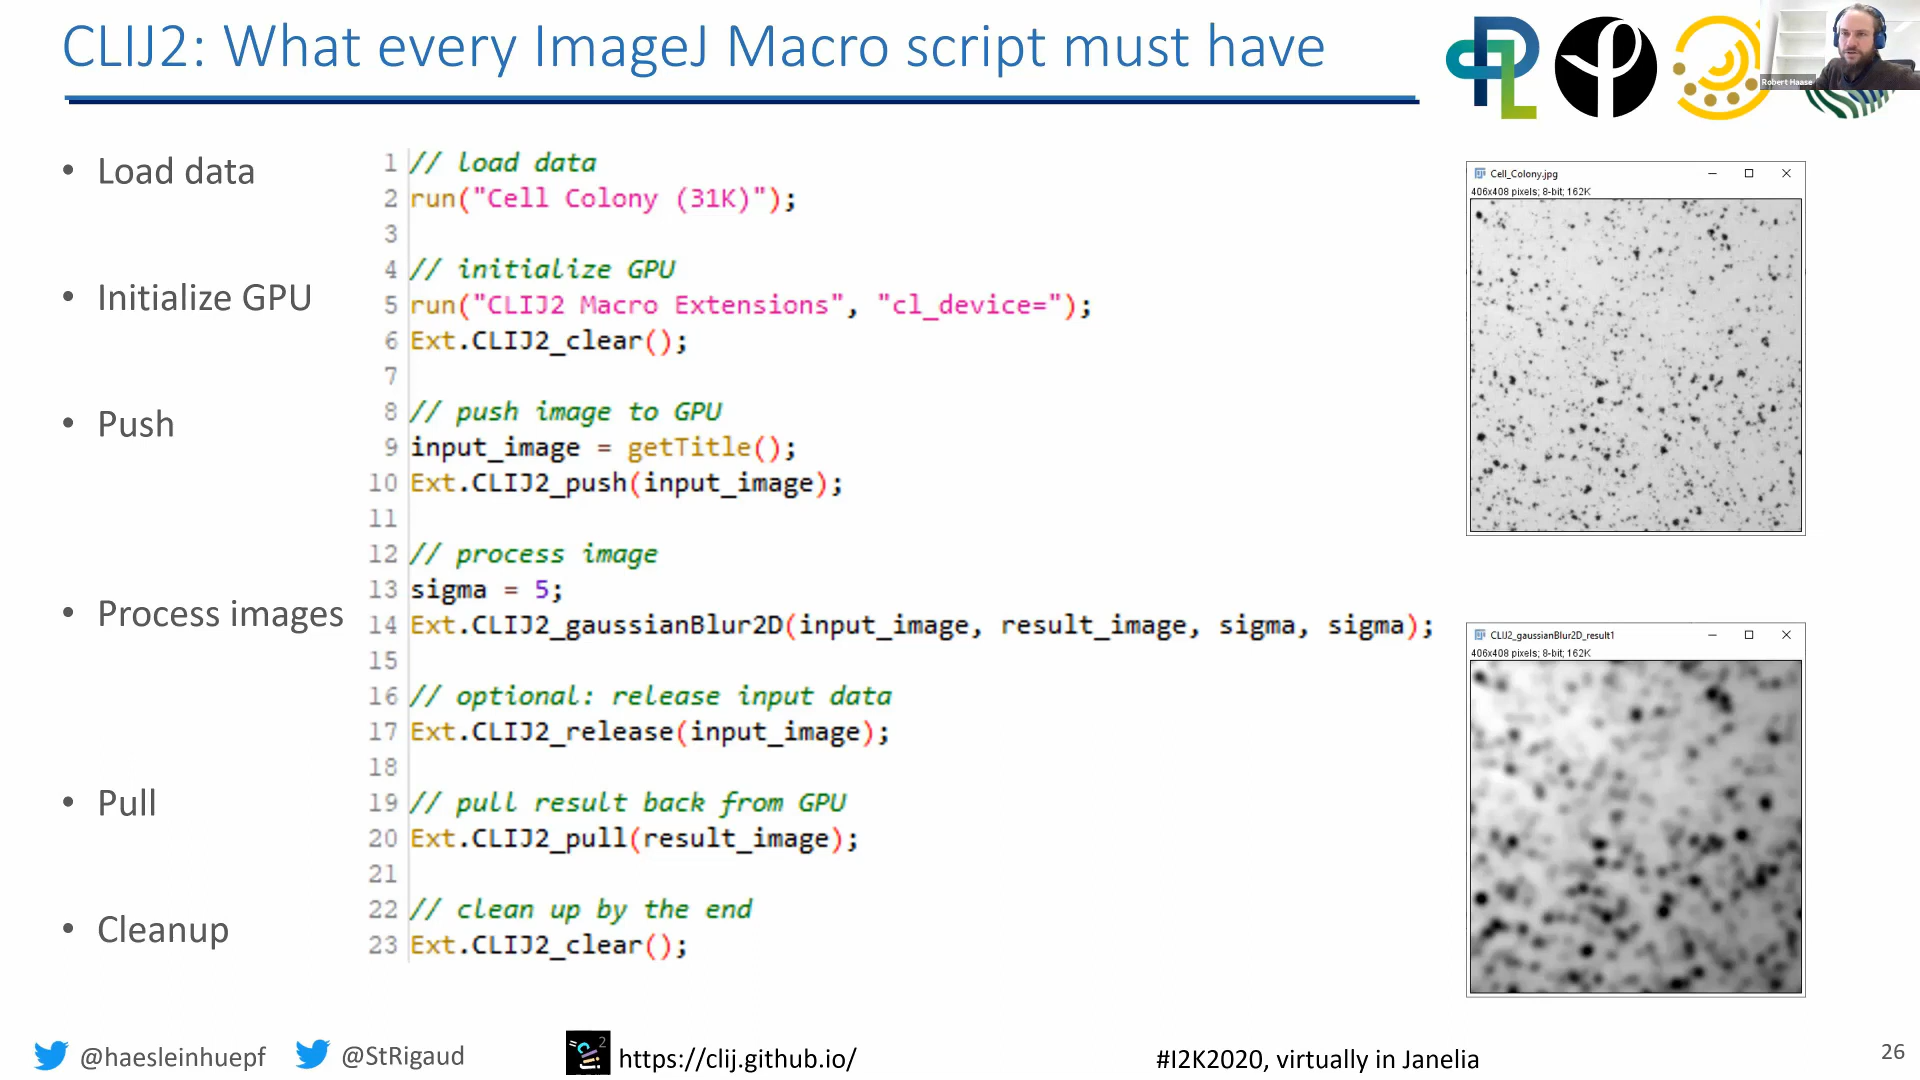 CLIJ2: What every ImageJ Macro script must have
Robert Haase
• Load data
• Initialize GPU
• Push
• Process images
• Pull
• Cleanup
1 // load data
2 run("Cell Colony (31K)");
3
4 // initialize GPU
5 run("CLIJ2 Macro Extensions", "cl_device=");
6 Ext.CLIJ2_clear();
7
8 // push image to GPU
9 input_image = getTitle();
10 Ext.CLIJ2_push(input_image);
11
12 // process image
13 sigma = 5;
14 Ext.CLIJ2_gaussianBlur2D(input_image, result_image, sigma, sigma);
15
16 // optional: release input data
17 Ext.CLIJ2_release(input_image);
18
19 // pull result back from GPU
20 Ext.CLIJ2_pull(result_image);
21
22 // clean up by the end
23 Ext.CLIJ2_clear();
Cell_Colony.jpg
406x408 pixels; 8-bit; 162K
CLIJ2_gaussianBlur2D_result1
406x408 pixels; 8-bit; 162K
@haesleinhuepf
@StRigaud
https://clij.github.io/
#I2K2020, virtually in Janelia
26